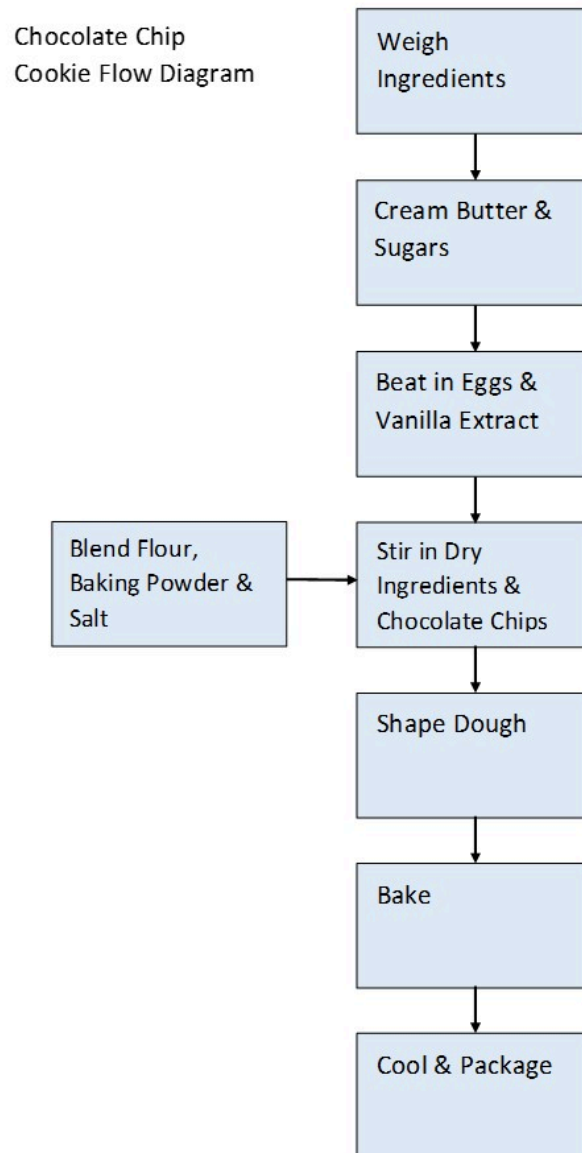 Chocolate Chip
Cookie Flow Diagram
Weigh
Ingredients
Cream Butter &
Sugars
Beat in Eggs &
Vanilla Extract
Blend Flour,
Baking Powder &
Salt
Stir in Dry
Ingredients &
Chocolate Chips
Shape Dough
Bake
Cool & Package